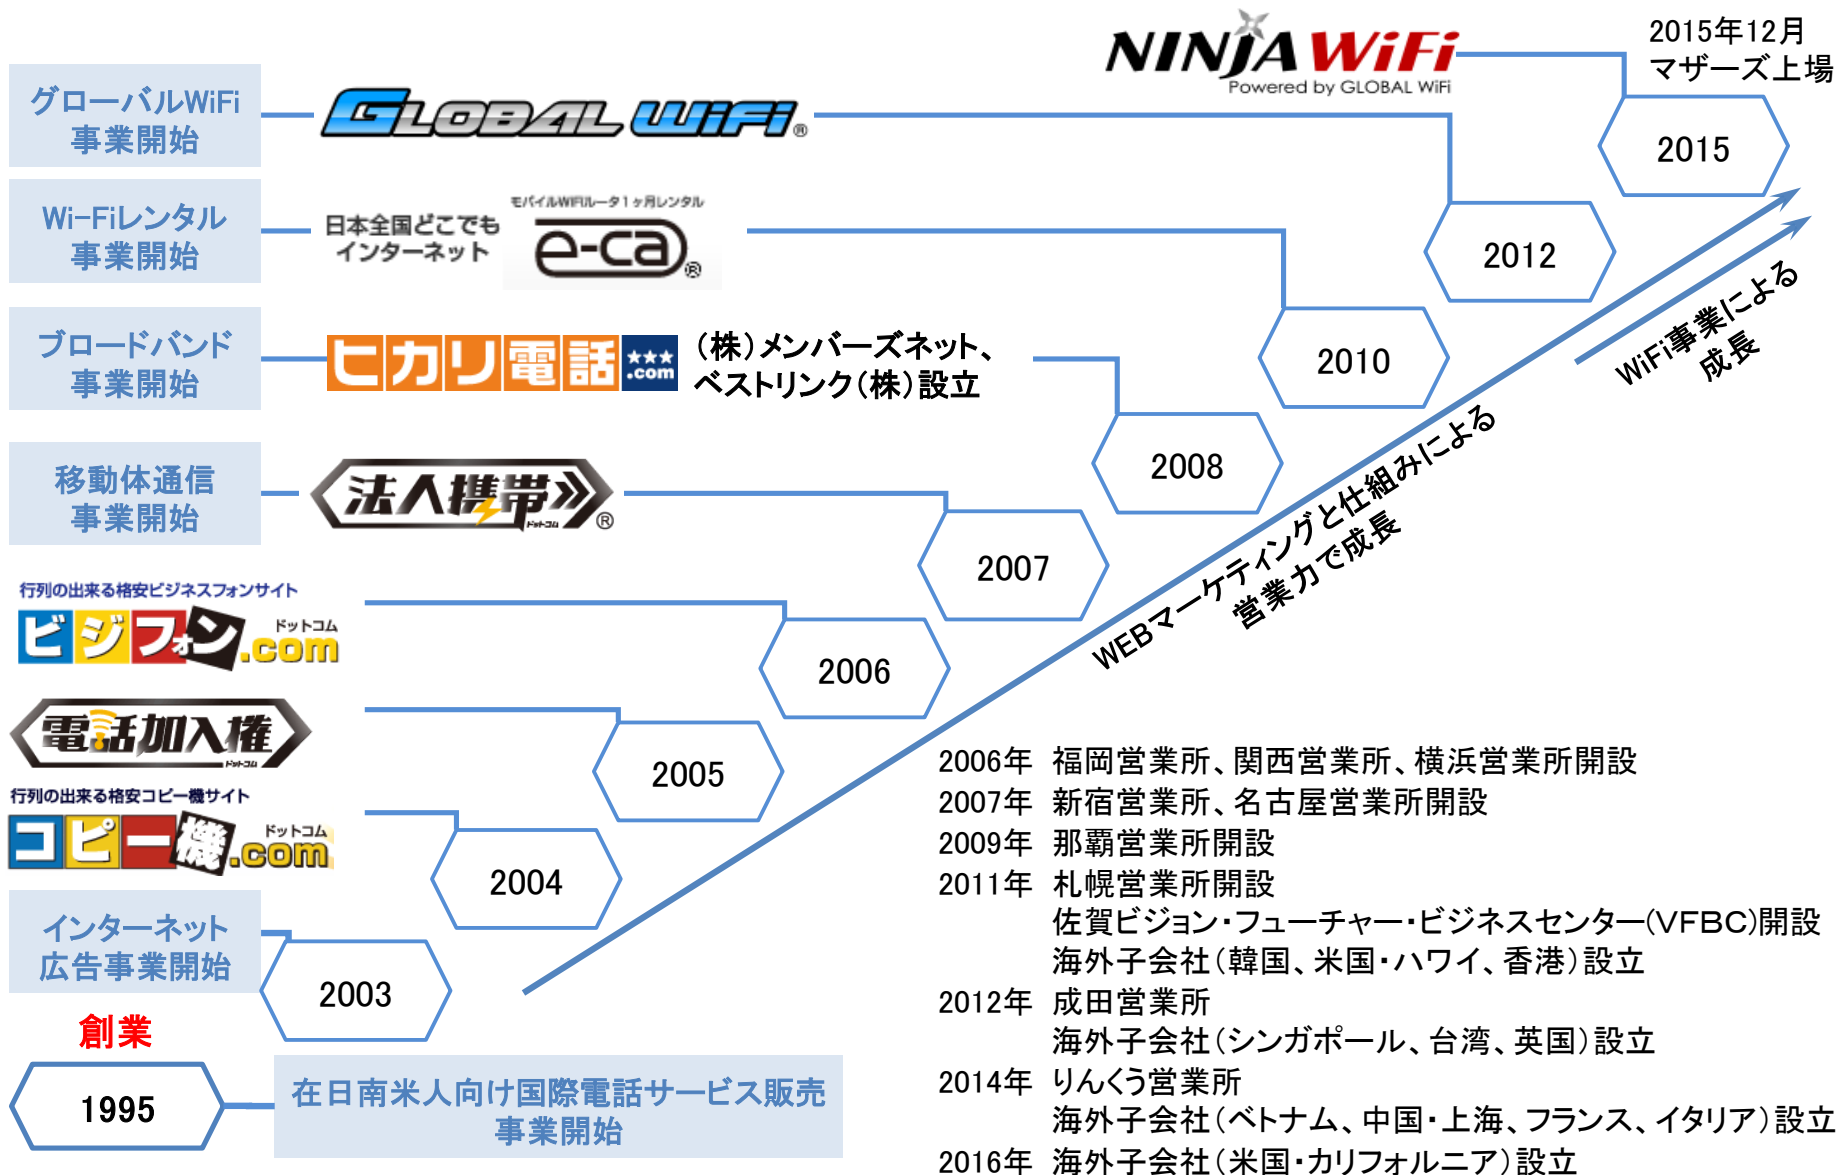 NINJA WiFi
Powered by GLOBAL WiFi
2015年12月
マザーズ上場
2015
グローバルWiFi
事業開始
GLOBAL WiFi®
2012
Wi-Fiレンタル
事業開始
日本全国どこでも
インターネット
モバイルWIFIルータ1ヶ月レンタル
e-ca®
2010
ブロードバンド
事業開始
ヒカリ電話★★★.com
(株)メンバーズネット、
ベストリンク(株)設立
2008
移動体通信
事業開始
法人携帯
ドットコム
®
2007
行列の出来る格安ビジネスフォンサイト
ビジフォン.com
ドットコム
2006
電話加入権
ドットコム
2005
行列の出来る格安コピー機サイト
コピー機.com
ドットコム
2004
インターネット
広告事業開始
2003
創業
1995
在日南米人向け国際電話サービス販売
事業開始
WEBマーケティングと仕組みによる
営業力で成長
WiFi事業による
成長
2006年 福岡営業所、関西営業所、横浜営業所開設
2007年 新宿営業所、名古屋営業所開設
2009年 那覇営業所開設
2011年 札幌営業所開設
佐賀ビジョン・フューチャー・ビジネスセンター(VFBC)開設
海外子会社(韓国、米国・ハワイ、香港)設立
2012年 成田営業所
海外子会社(シンガポール、台湾、英国)設立
2014年 りんくう営業所
海外子会社(ベトナム、中国・上海、フランス、イタリア)設立
2016年 海外子会社(米国・カリフォルニア)設立